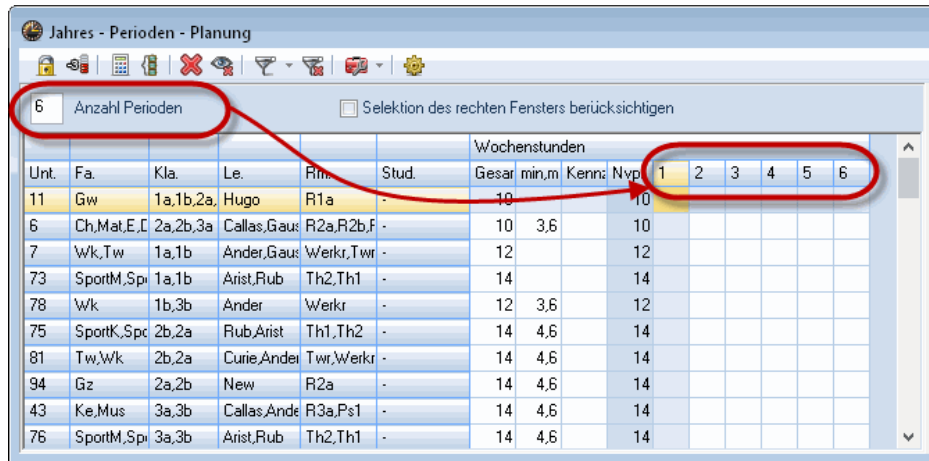 Jahres - Perioden - Planung
6 Anzahl Perioden Selektion des rechten Fensters berücksichtigen
Wochenstunden
Unt. Fa. Kla. Le. Stud. Gesar min,m Kennz Nvp 1 2 3 4 5 6
11 Gw 1a,1b,2a, Hugo R1a - 10 10
6 Ch,Mat,E,D 2a,2b,3a Callas,Gaus R2a,R2b,F - 10 3,6 10
7 Wk,Tw 1a,1b Ander,Gaus Werkr,Twr - 12 12
73 SportM,Spo 1a,1b Arist,Rub Th2,Th1 - 14 14
78 Wk 1b,3b Ander Werkr - 12 3,6 12
75 SportK,Spo 2b,2a Rub,Arist Th1,Th2 - 14 4,6 14
81 Tw,Wk 2b,2a Curie,Ander Twr,Werkr - 14 4,6 14
94 Gz 2a,2b New R2a - 14 4,6 14
43 Ke,Mus 3a,3b Callas,Ande R3a,Ps1 - 14 4,6 14
76 SportM,Spo 3a,3b Arist,Rub Th2,Th1 - 14 4,6 14